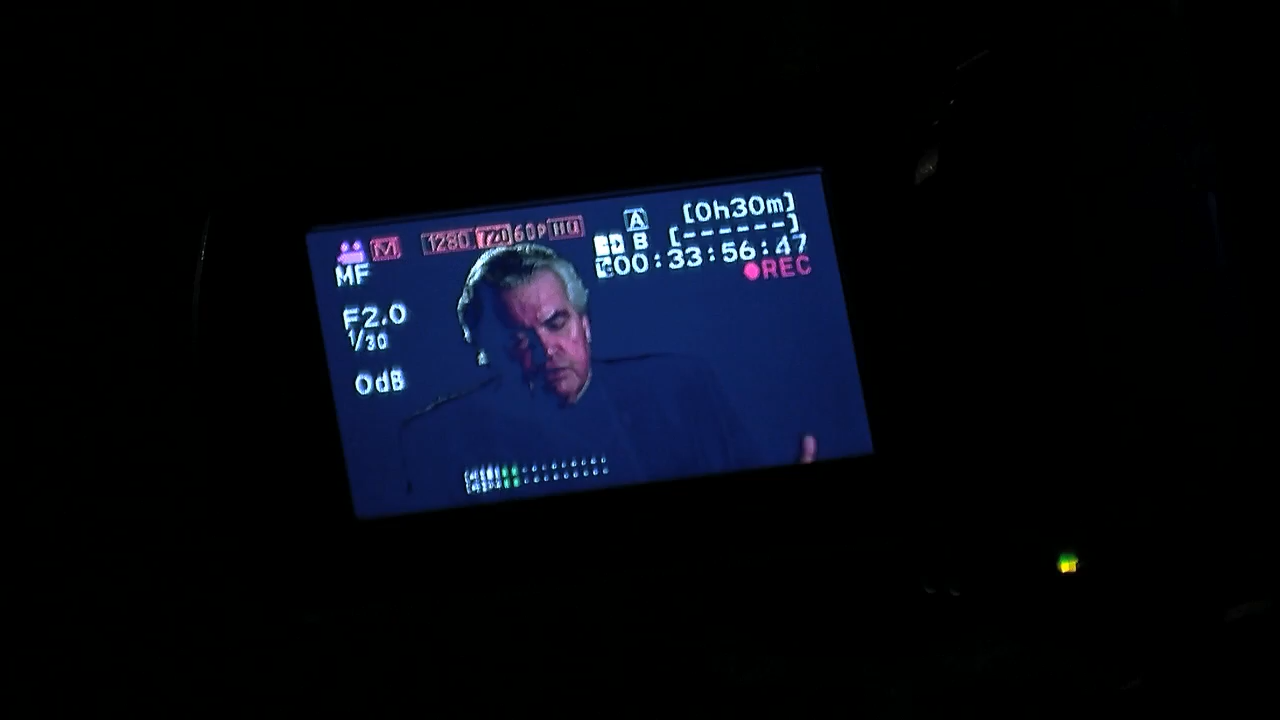 M 1280 720 60p HQ A [0h30m]
MF B [------]
00:33:56:47
REC
F2.0
1/30
0dB